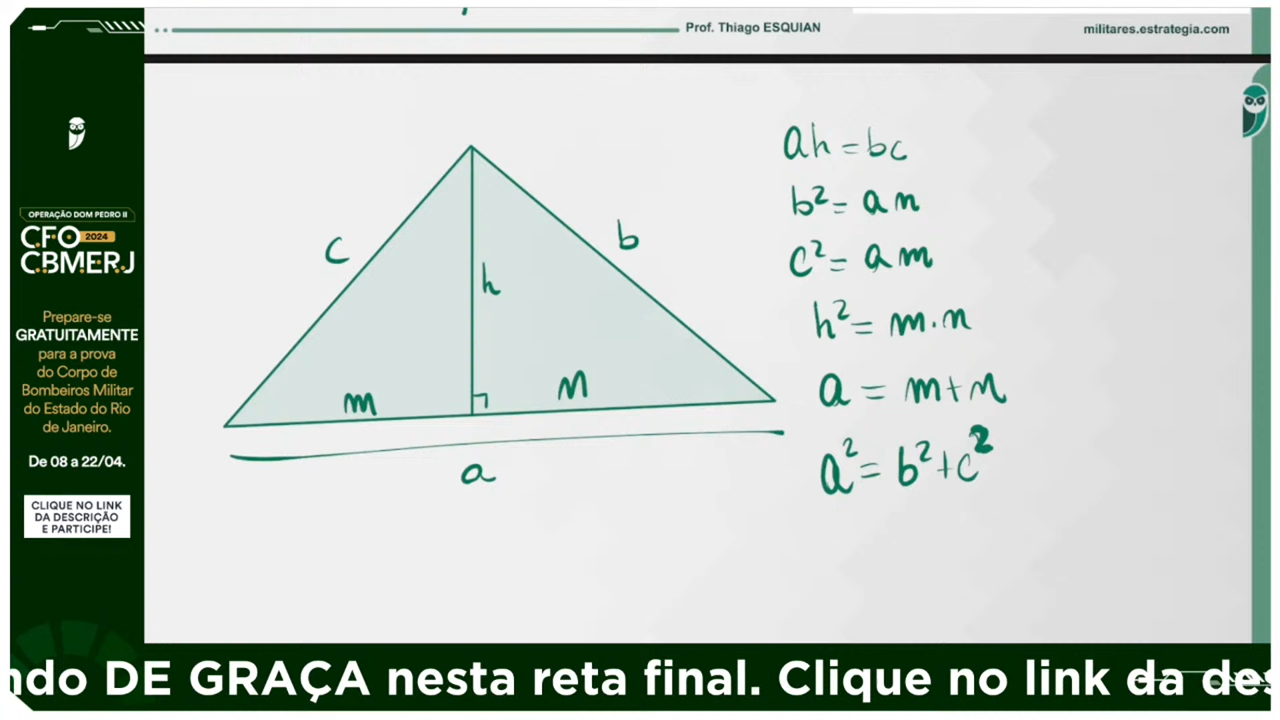 Prof. Thiago ESQUIAN
militares.estrategia.com
OPERAÇÃO DOM PEDRO II
CFO 2024
CBMERJ
Prepare-se
GRATUITAMENTE
para a prova
do Corpo de
Bombeiros Militar
do Estado do Rio
de Janeiro.
De 08 a 22/04.
CLIQUE NO LINK
DA DESCRIÇÃO
E PARTICIPE!
c
b
h
m
n
a
ah = bc
b² = an
c² = am
h² = m.n
a = m+n
a² = b²+c²
ndo DE GRAÇA nesta reta final. Clique no link da des